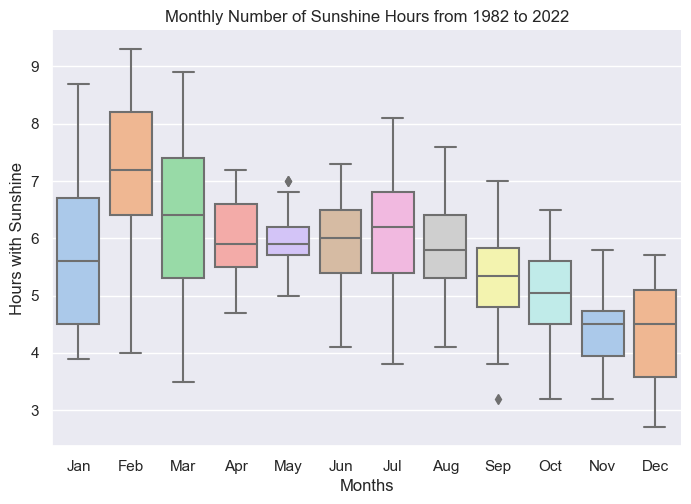 Monthly Number of Sunshine Hours from 1982 to 2022
Hours with Sunshine
9
8
7
6
5
4
3
Jan Feb Mar Apr May Jun Jul Aug Sep Oct Nov Dec
Months